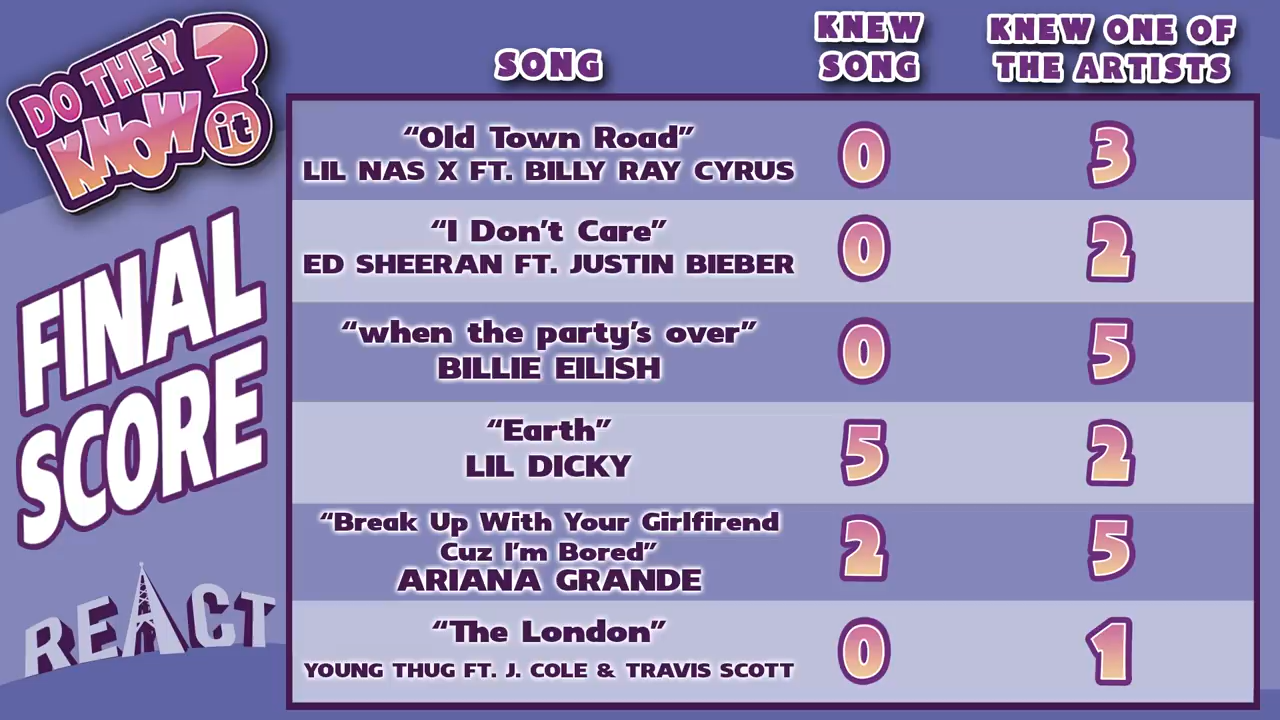 DO THEY
KNOW it?
FINAL
SCORE
REACT
SONG
KNEW
SONG
KNEW ONE OF
THE ARTISTS
“Old Town Road”
LIL NAS X FT. BILLY RAY CYRUS
0
3
“I Don’t Care”
ED SHEERAN FT. JUSTIN BIEBER
0
2
“when the party’s over”
BILLIE EILISH
0
5
“Earth”
LIL DICKY
5
2
“Break Up With Your Girlfirend
Cuz I’m Bored”
ARIANA GRANDE
2
5
“The London”
YOUNG THUG FT. J. COLE & TRAVIS SCOTT
0
1